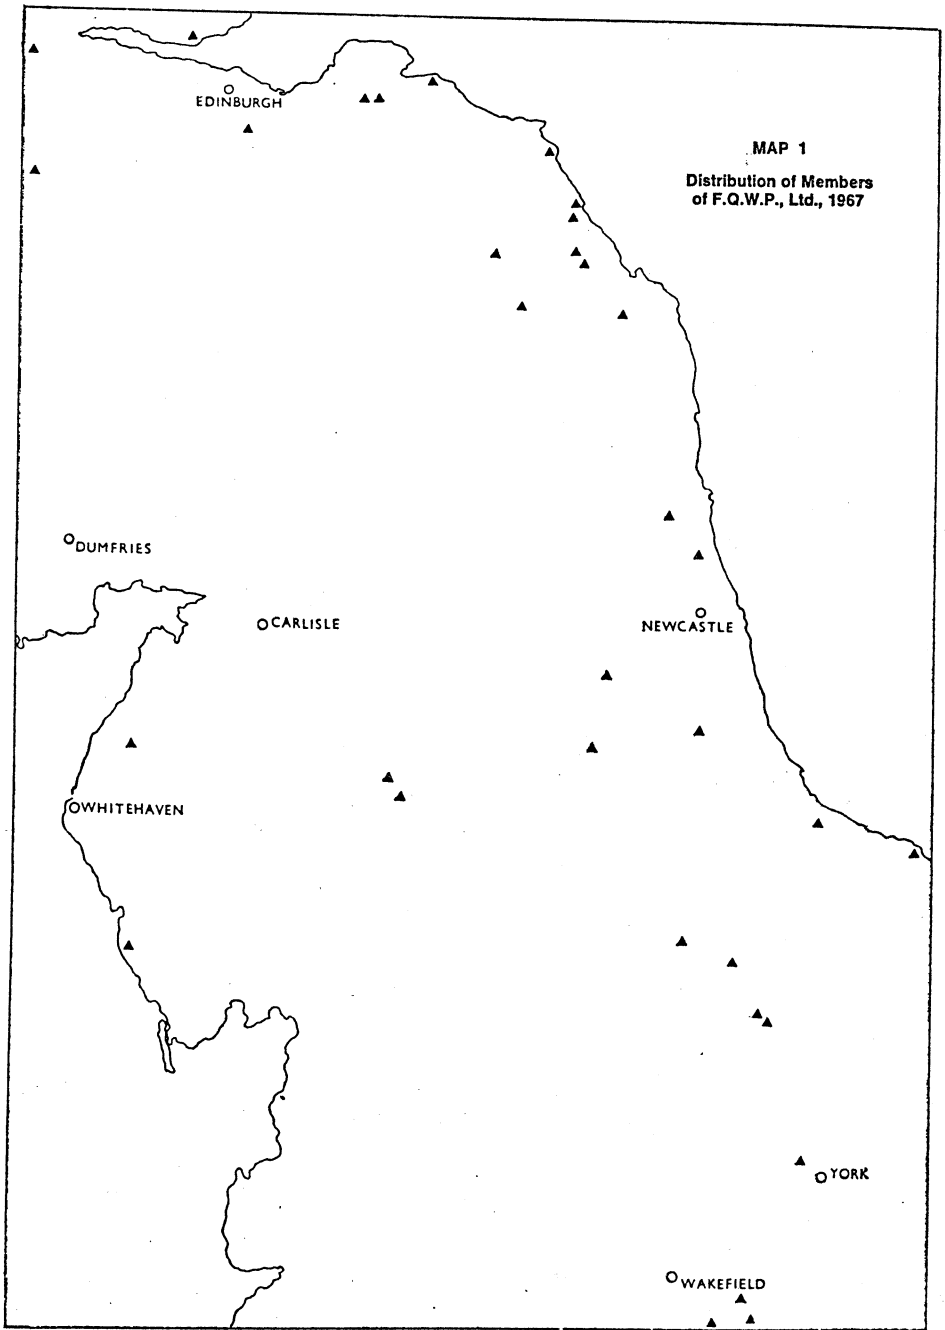 EDINBURGH
MAP 1
Distribution of Members
of F.Q.W.P., Ltd., 1967
DUMFRIES
CARLISLE
NEWCASTLE
WHITEHAVEN
YORK
WAKEFIELD